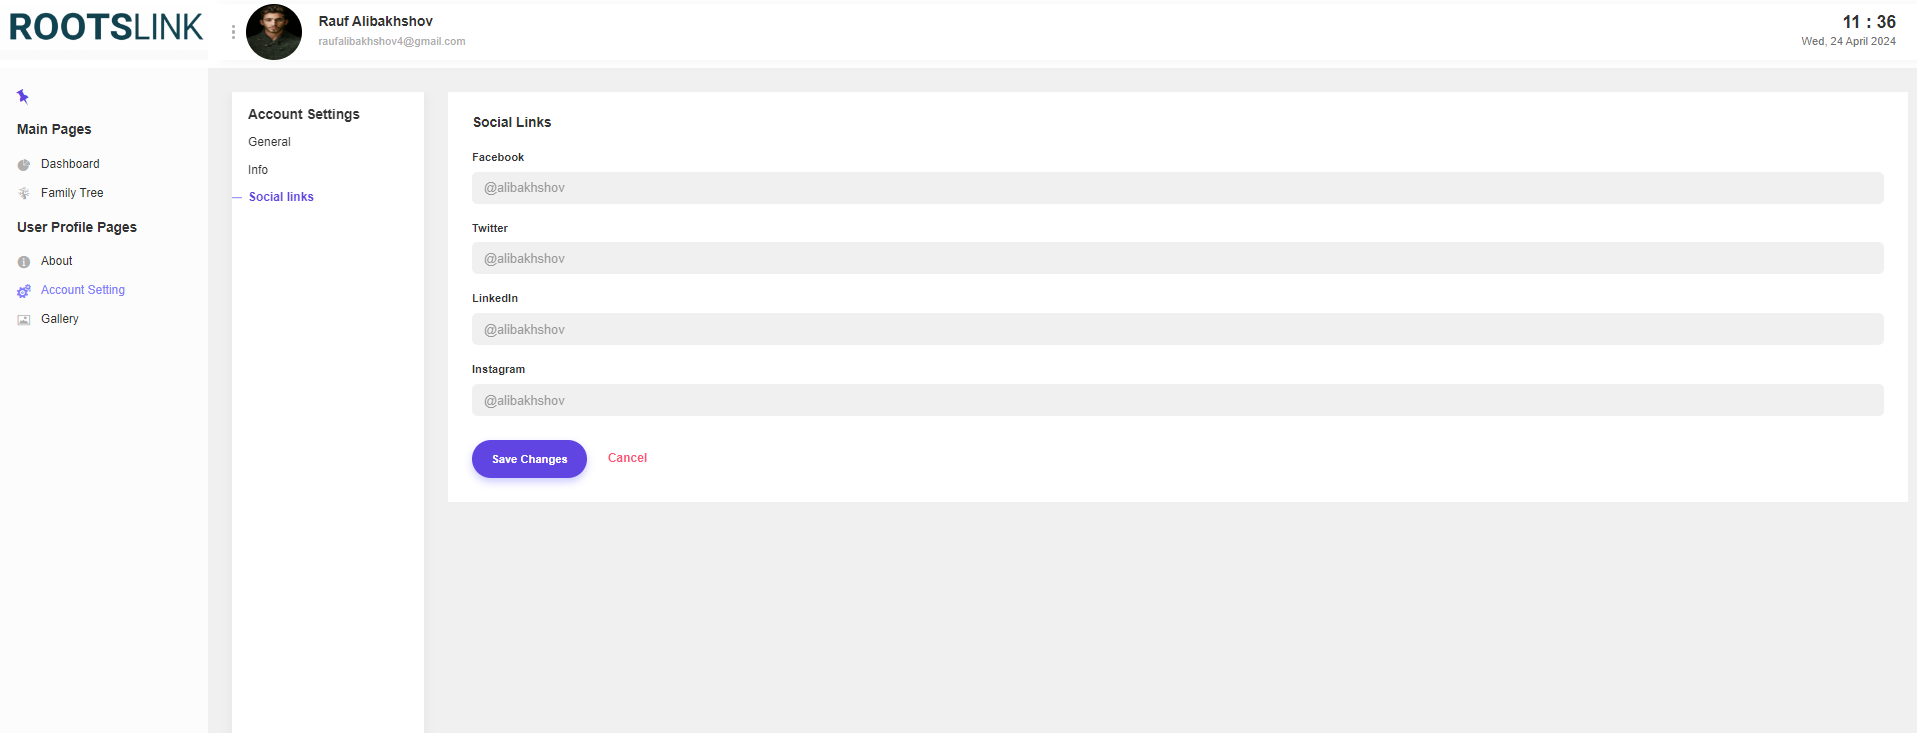 ROOTSLINK
Rauf Alibakhshov
raufalibakhshov4@gmail.com
11 : 36
Wed, 24 April 2024
Main Pages
Dashboard
Family Tree
User Profile Pages
About
Account Setting
Gallery
Account Settings
General
Info
Social links
Social Links
Facebook
@alibakhshov
Twitter
@alibakhshov
LinkedIn
@alibakhshov
Instagram
@alibakhshov
Save Changes
Cancel